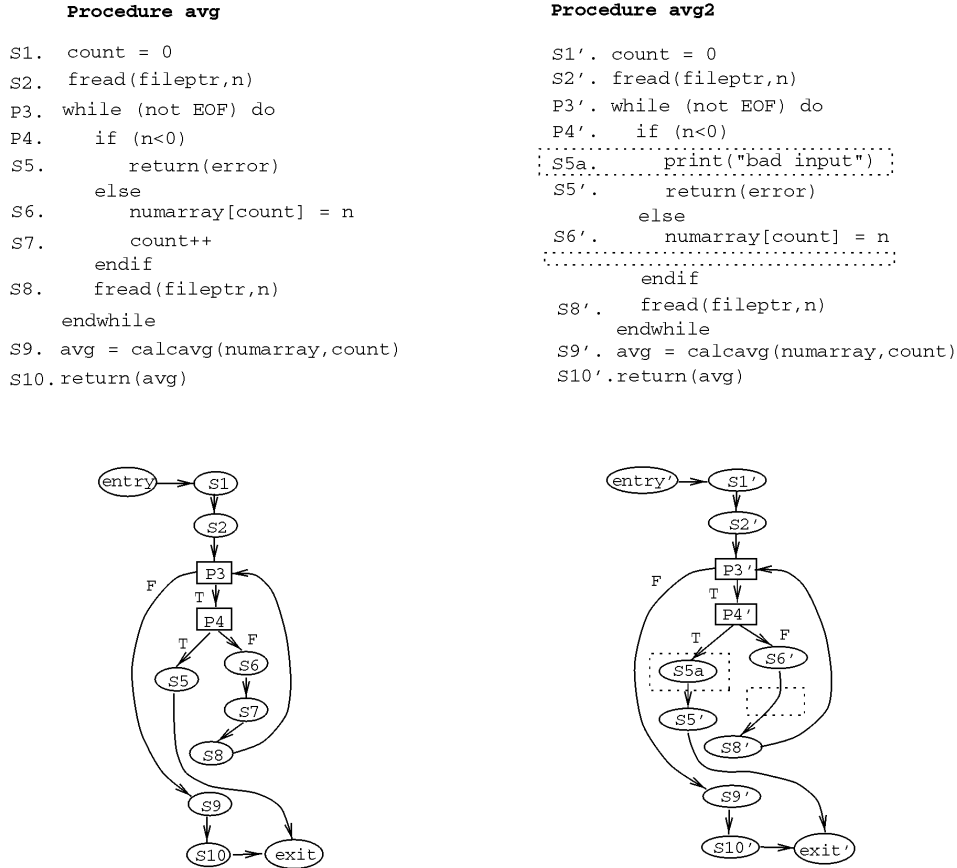 Procedure avg
S1. count = 0
S2. fread(fileptr,n)
P3. while (not EOF) do
P4. if (n<0)
S5. return(error)
else
S6. numarray[count] = n
S7. count++
endif
S8. fread(fileptr,n)
endwhile
S9. avg = calcavg(numarray,count)
S10. return(avg)
Procedure avg2
S1′. count = 0
S2′. fread(fileptr,n)
P3′. while (not EOF) do
P4′. if (n<0)
S5a. print("bad input")
S5′. return(error)
else
S6′. numarray[count] = n
endif
S8′. fread(fileptr,n)
endwhile
S9′. avg = calcavg(numarray,count)
S10′.return(avg)
entry
S1
S2
P3
F
T
P4
T
F
S6
S5
S7
S8
S9
S10
exit
entry′
S1′
S2′
P3′
F
T
P4′
T
F
S6′
S5a
S5′
S8′
S9′
S10′
exit′